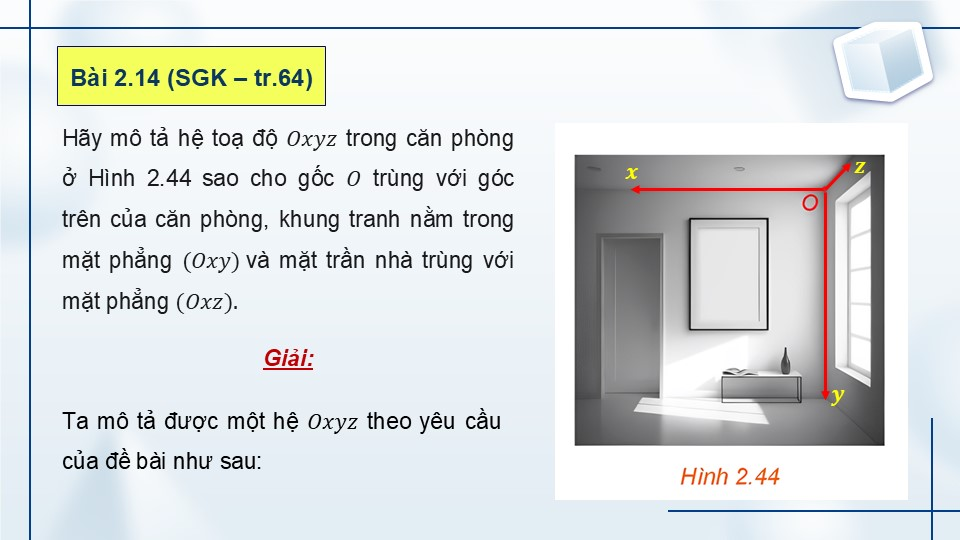 Bài 2.14 (SGK – tr.64)
Hãy mô tả hệ toạ độ 𝑂𝑥𝑦𝑧 trong căn phòng
ở Hình 2.44 sao cho gốc 𝑂 trùng với góc
trên của căn phòng, khung tranh nằm trong
mặt phẳng (𝑂𝑥𝑦) và mặt trần nhà trùng với
mặt phẳng (𝑂𝑥𝑧).
Giải:
Ta mô tả được một hệ 𝑂𝑥𝑦𝑧 theo yêu cầu
của đề bài như sau:
𝒙
𝒛
O
𝒚
Hình 2.44